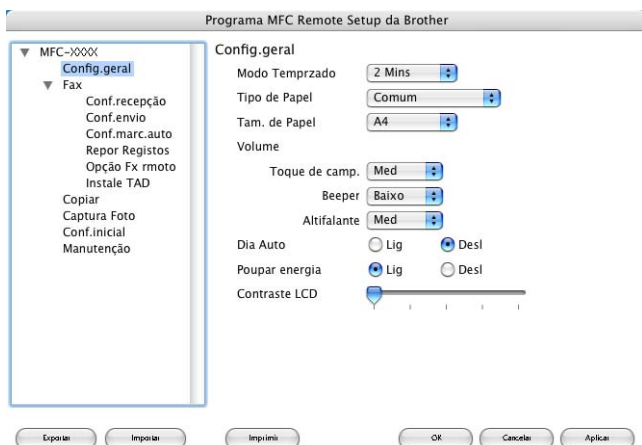 Programa MFC Remote Setup da Brother
MFC-XXXX
Config.geral
Fax
Conf.recepção
Conf.envio
Conf.marc.auto
Repor Registos
Opção Fx rmoto
Instale TAD
Copiar
Captura Foto
Conf.inicial
Manutenção
Config.geral
Modo Temprzado 2 Mins
Tipo de Papel Comum
Tam. de Papel A4
Volume
Toque de camp. Med
Beeper Baixo
Altifalante Med
Dia Auto Lig Desl
Poupar energia Lig Desl
Contraste LCD
Exportar Importar Imprimir OK Cancelar Aplicar